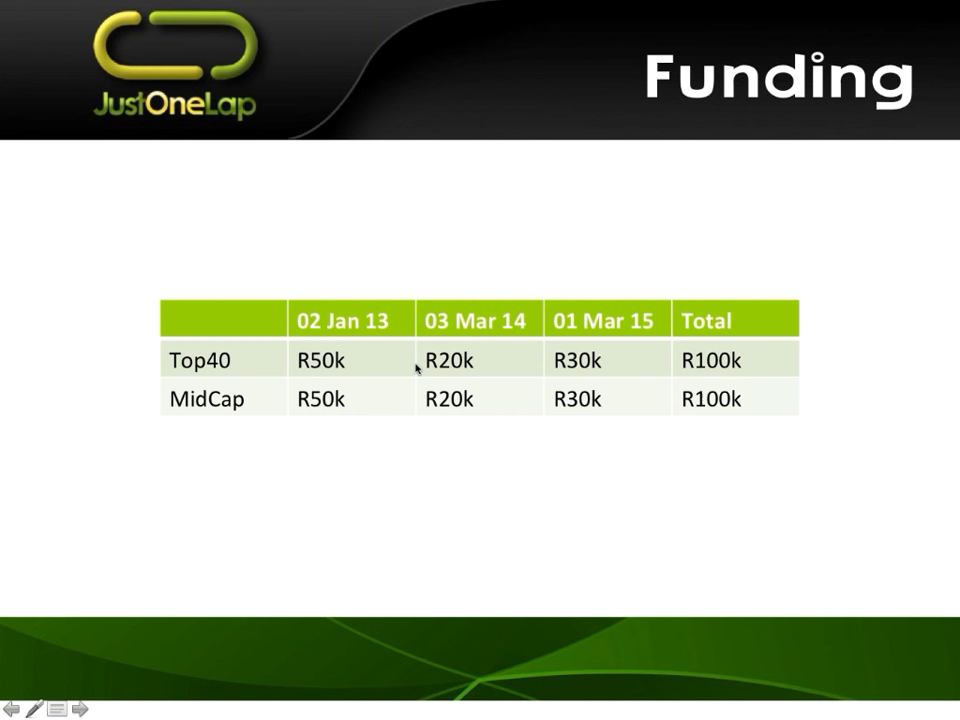 JustOneLap
Funding
02 Jan 13 03 Mar 14 01 Mar 15 Total
Top40 R50k R20k R30k R100k
MidCap R50k R20k R30k R100k